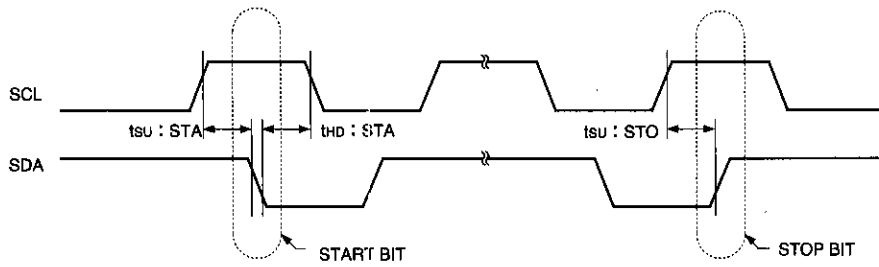 SCL
tSU : STA
tHD : STA
tSU : STO
SDA
START BIT
STOP BIT